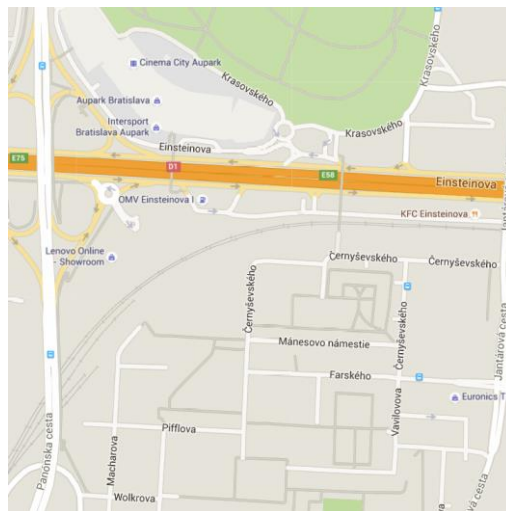 Cinema City Aupark
Krasovského
Krasovského
Aupark Bratislava
Intersport
Bratislava Aupark
Krasovského
Einsteinova
E75
D1
E58
Einsteinova
OMV Einsteinova I
KFC Einsteinova
Jantárová
Lenovo Online
- Showroom
Černyševského
Černyševského
Černyševského
Černyševského
Mánesovo námestie
Jantárová cesta
Farského
Euronics T
Vavilovova
Pifflova
Macharova
Panónska cesta
Wolkrova